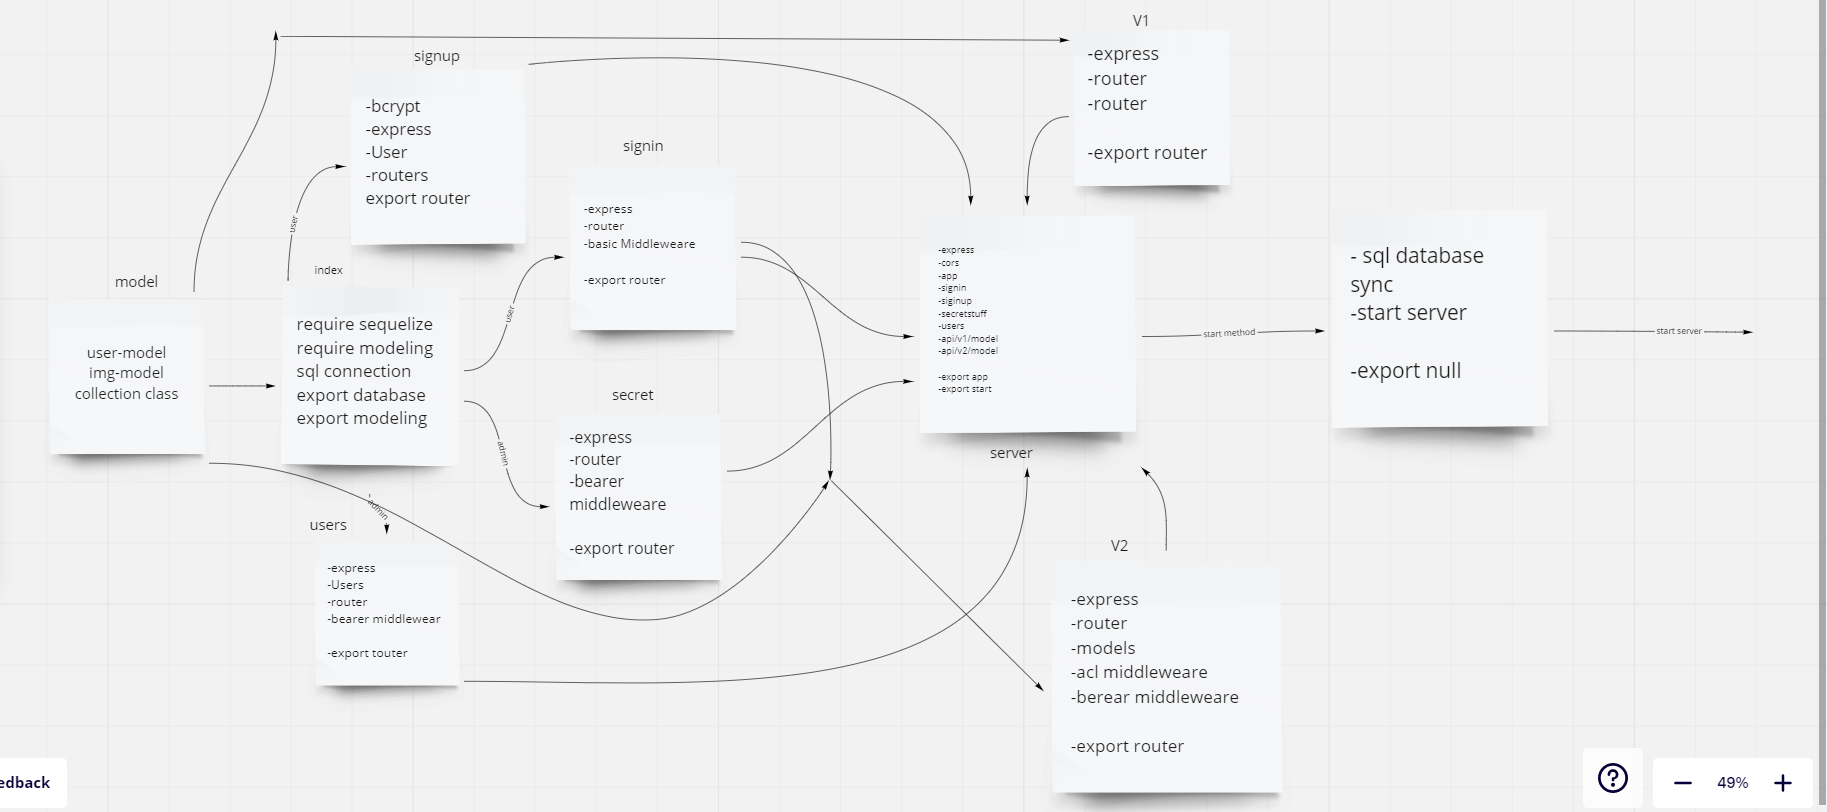 V1
-express
-router
-router
-export router
signup
-bcrypt
-express
-User
-routers
export router
signin
-express
-router
-basic Middleweare
-export router
user
index
require sequelize
require modeling
sql connection
export database
export modeling
model
user-model
img-model
collection class
user
admin
secret
-express
-router
-bearer
middleweare
-export router
-express
-cors
-app
-signin
-siginup
-secretstuff
-users
-api/v1/model
-api/v2/model
-export app
-export start
server
start method
- sql database
sync
-start server
-export null
start server
- admin
users
-express
-Users
-router
-bearer middlewear
-export touter
V2
-express
-router
-models
-acl middleweare
-berear middleweare
-export router
edback
49%